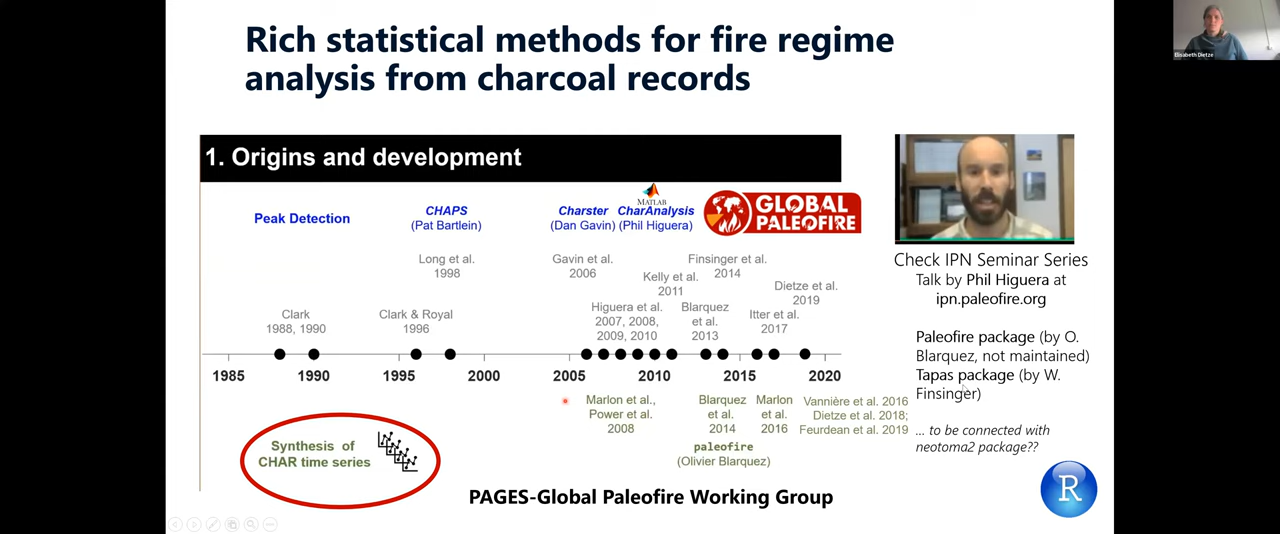 Rich statistical methods for fire regime
analysis from charcoal records
Elisabeth Dietze
1. Origins and development
Peak Detection
CHAPS
(Pat Bartlein)
Charster
(Dan Gavin)
MATLAB
CharAnalysis
(Phil Higuera)
GLOBAL
PALEOFIRE
Long et al.
1998
Gavin et al.
2006
Kelly et al.
2011
Finsinger et al.
2014
Dietze et al.
2019
Clark
1988, 1990
Clark & Royal
1996
Higuera et al.
2007, 2008,
2009, 2010
Blarquez
et al.
2013
Itter et al.
2017
1985
1990
1995
2000
2005
2010
2015
2020
Marlon et al.,
Power et al.
2008
Blarquez
et al.
2014
Marlon
et al.
2016
Vannière et al. 2016
Dietze et al. 2018;
Feurdean et al. 2019
paleofire
(Olivier Blarquez)
Synthesis of
CHAR time series
PAGES-Global Paleofire Working Group
Check IPN Seminar Series
Talk by Phil Higuera at
ipn.paleofire.org
Paleofire package (by O.
Blarquez, not maintained)
Tapas package (by W.
Finsinger)
... to be connected with
neotoma2 package??
R